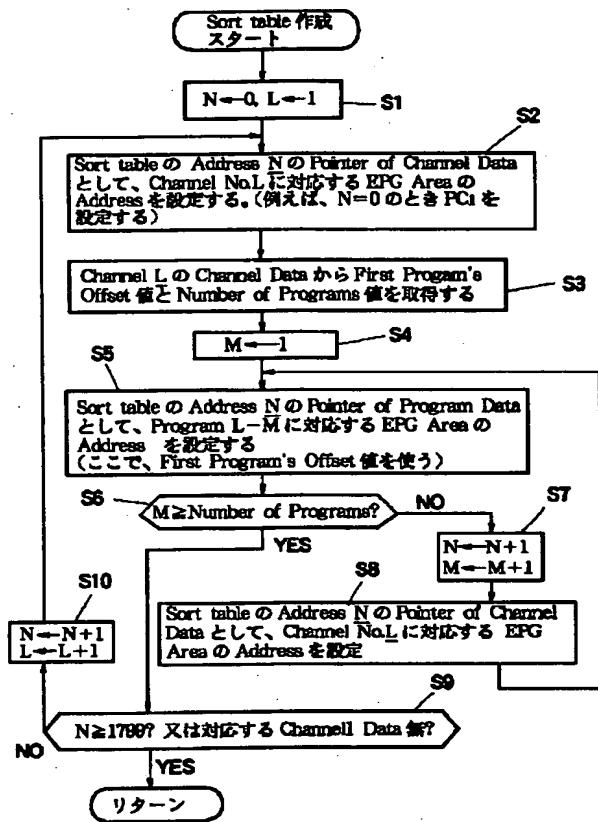 Sort table 作成
スタート
N←0, L←1
S1
S2
Sort table の Address N の Pointer of Channel Data
として、Channel No.L に対応する EPG Area の
Address を設定する。(例えば、N=0 のとき PC1 を
設定する)
Channel L の Channel Data から First Progam's
Offset 値と Number of Programs 値を取得する
S3
M←1
S4
S5
Sort table の Address N の Pointer of Program Data
として、Program L-M に対応する EPG Area の
Address を設定する
(ここで、First Program's Offset 値を使う)
S6
M≧Number of Programs?
NO
YES
S7
N←N+1
M←M+1
S8
Sort table の Address N の Pointer of Channel
Data として、Channel No.L に対応する EPG
Area の Address を設定
S10
N←N+1
L←L+1
S9
N≧1799? 又は対応する Channell Data 無?
NO
YES
リターン